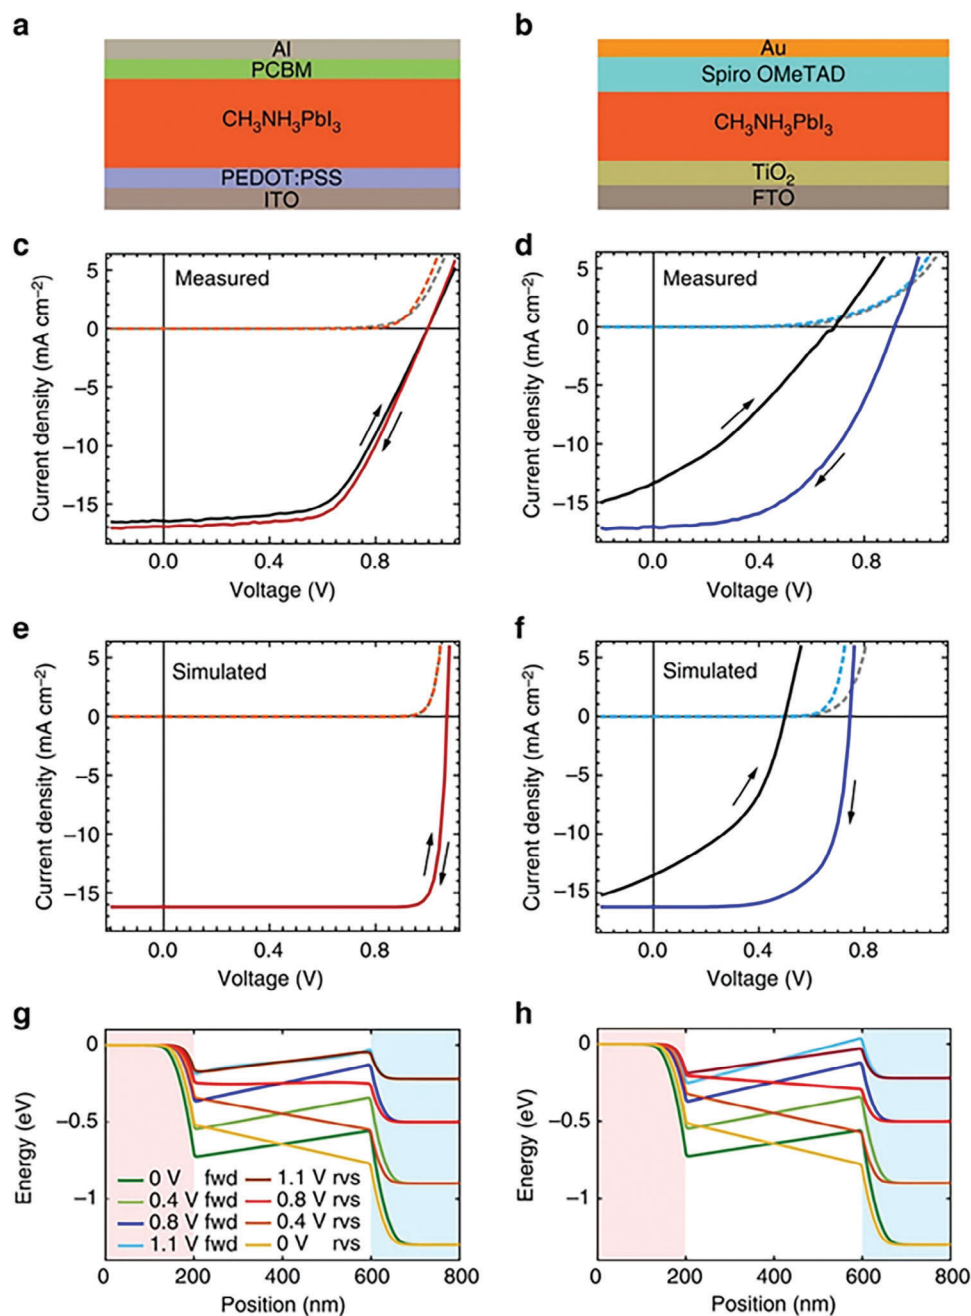 a
Al
PCBM
CH₃NH₃PbI₃
PEDOT:PSS
ITO
b
Au
Spiro OMeTAD
CH₃NH₃PbI₃
TiO₂
FTO
c
Measured
5
0
−5
−10
−15
0.0 0.4 0.8
Current density (mA cm⁻²)
Voltage (V)
d
Measured
5
0
−5
−10
−15
0.0 0.4 0.8
Current density (mA cm⁻²)
Voltage (V)
e
Simulated
5
0
−5
−10
−15
0.0 0.4 0.8
Current density (mA cm⁻²)
Voltage (V)
f
Simulated
5
0
−5
−10
−15
0.0 0.4 0.8
Current density (mA cm⁻²)
Voltage (V)
g
0
−0.5
−1
Energy (eV)
0 V fwd 1.1 V rvs
0.4 V fwd 0.8 V rvs
0.8 V fwd 0.4 V rvs
1.1 V fwd 0 V rvs
0 200 400 600 800
Position (nm)
h
0
−0.5
−1
Energy (eV)
0 200 400 600 800
Position (nm)